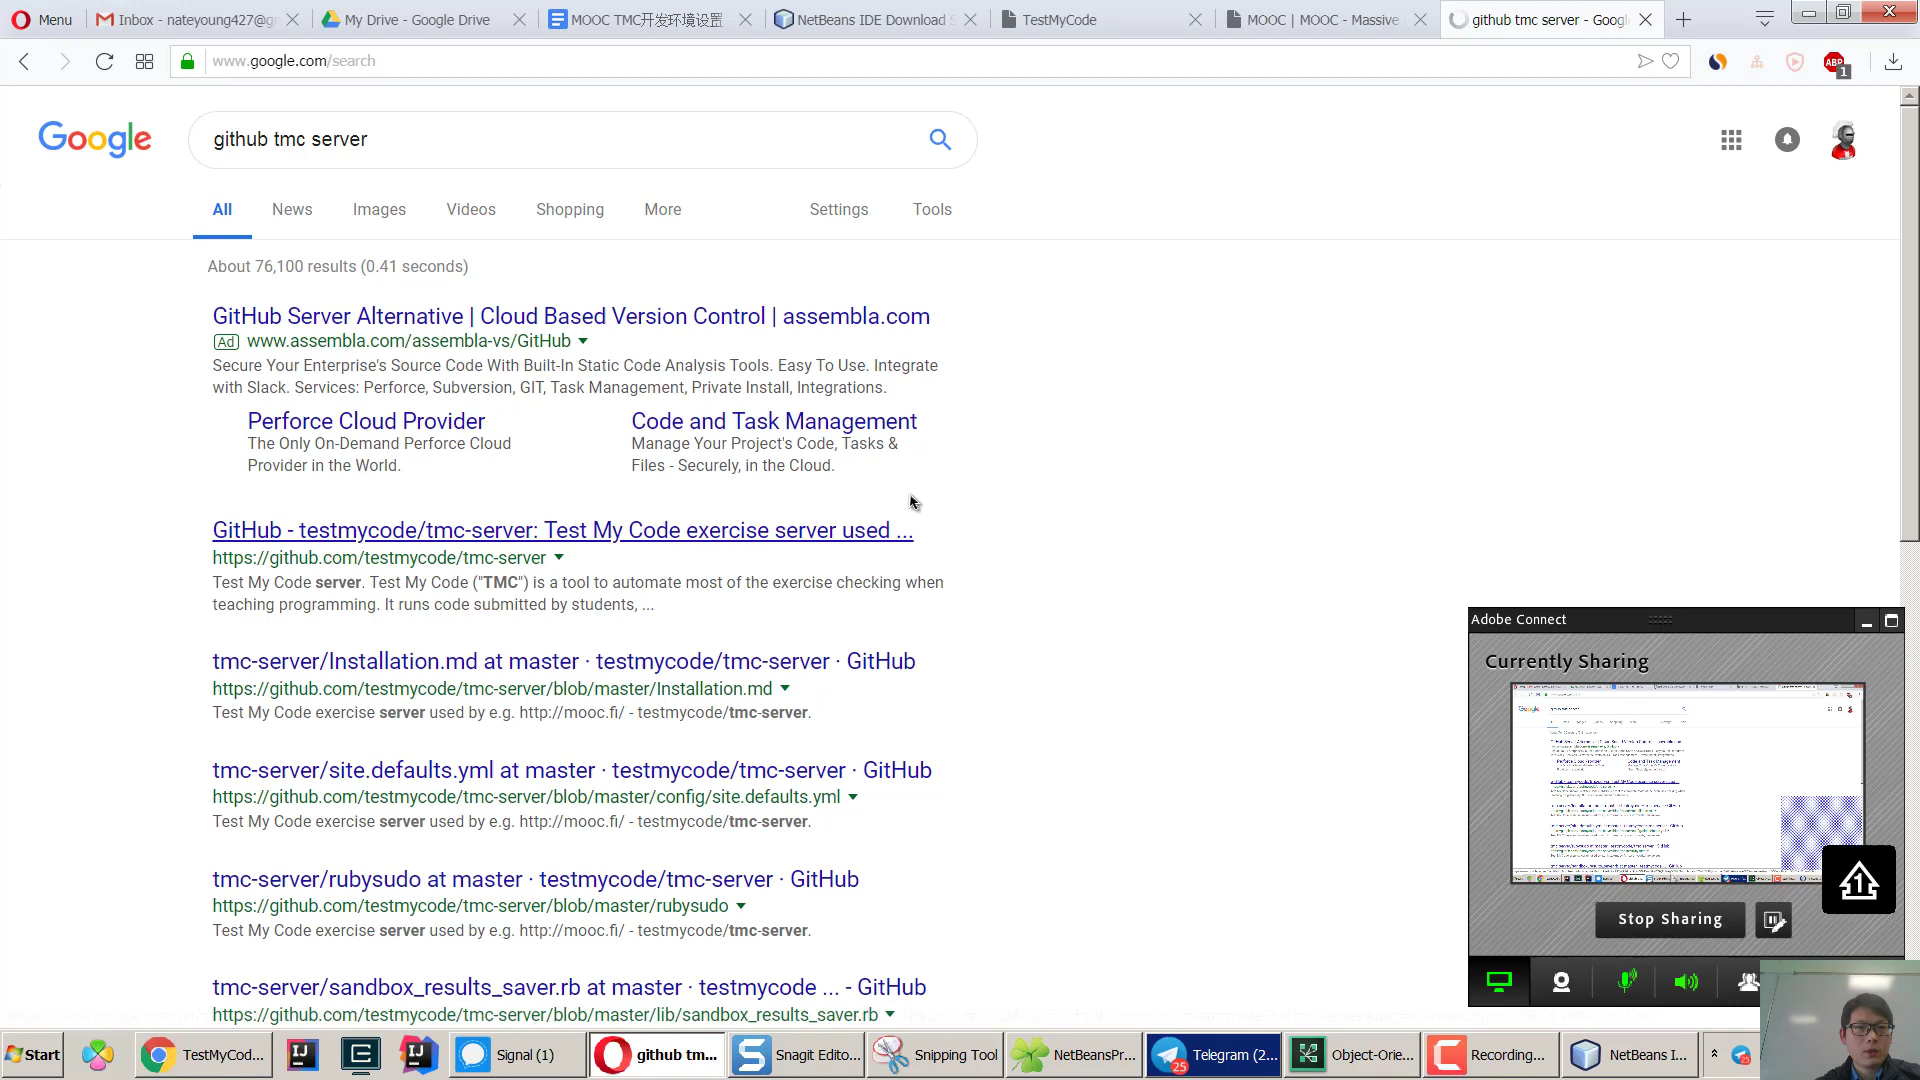 Menu
Inbox - nateyoung427@g
My Drive - Google Drive
MOOC TMC开发环境设置
NetBeans IDE Download
TestMyCode
MOOC | MOOC - Massive
github tmc server - Googl
www.google.com/search
ABP
1
Google
github tmc server
All
News
Images
Videos
Shopping
More
Settings
Tools
About 76,100 results (0.41 seconds)
GitHub Server Alternative | Cloud Based Version Control | assembla.com
Ad www.assembla.com/assembla-vs/GitHub
Secure Your Enterprise's Source Code With Built-In Static Code Analysis Tools. Easy To Use. Integrate
with Slack. Services: Perforce, Subversion, GIT, Task Management, Private Install, Integrations.
Perforce Cloud Provider
The Only On-Demand Perforce Cloud
Provider in the World.
Code and Task Management
Manage Your Project's Code, Tasks &
Files - Securely, in the Cloud.
GitHub - testmycode/tmc-server: Test My Code exercise server used ...
https://github.com/testmycode/tmc-server
Test My Code server. Test My Code ("TMC") is a tool to automate most of the exercise checking when
teaching programming. It runs code submitted by students, ...
tmc-server/Installation.md at master · testmycode/tmc-server · GitHub
https://github.com/testmycode/tmc-server/blob/master/Installation.md
Test My Code exercise server used by e.g. http://mooc.fi/ - testmycode/tmc-server.
tmc-server/site.defaults.yml at master · testmycode/tmc-server · GitHub
https://github.com/testmycode/tmc-server/blob/master/config/site.defaults.yml
Test My Code exercise server used by e.g. http://mooc.fi/ - testmycode/tmc-server.
tmc-server/rubysudo at master · testmycode/tmc-server · GitHub
https://github.com/testmycode/tmc-server/blob/master/rubysudo
Test My Code exercise server used by e.g. http://mooc.fi/ - testmycode/tmc-server.
tmc-server/sandbox_results_saver.rb at master · testmycode ... - GitHub
https://github.com/testmycode/tmc-server/blob/master/lib/sandbox_results_saver.rb
Adobe Connect
Currently Sharing
1
Stop Sharing
Start
TestMyCod...
IJ
IJ
Signal (1)
github tm...
Snagit Edito...
Snipping Tool
NetBeansPr...
25
Telegram (2...
Object-Orie...
Recording...
NetBeans I...